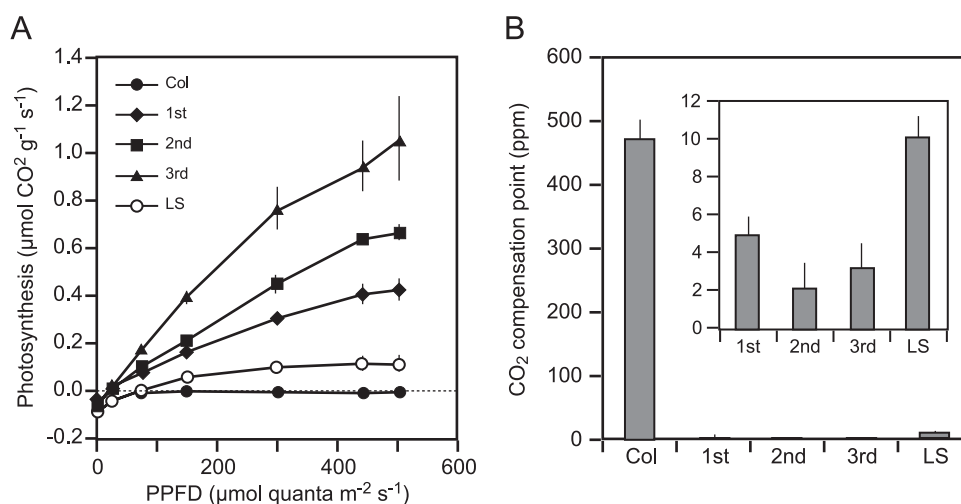 A
Photosynthesis (µmol CO² g⁻¹ s⁻¹)
1.4
1.2
1.0
0.8
0.6
0.4
0.2
0.0
-0.2
Col
1st
2nd
3rd
LS
0
200
400
600
PPFD (µmol quanta m⁻² s⁻¹)
B
CO₂ compensation point (ppm)
600
500
400
300
200
100
0
12
10
8
6
4
2
0
1st 2nd 3rd LS
Col 1st 2nd 3rd LS